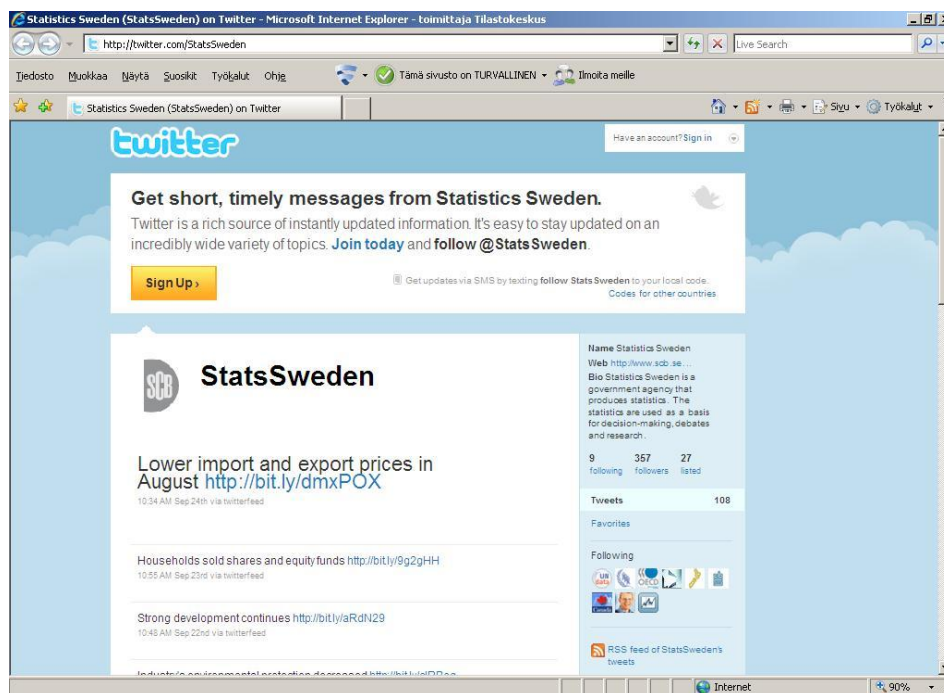 Statistics Sweden (StatsSweden) on Twitter - Microsoft Internet Explorer - toimittaja Tilastokeskus
http://twitter.com/StatsSweden
Live Search
Tiedosto Muokkaa Näytä Suosikit Työkalut Ohje
Tämä sivusto on TURVALLINEN
Ilmoita meille
Statistics Sweden (StatsSweden) on Twitter
Sivu
Työkalut
twitter
Have an account? Sign in
Get short, timely messages from Statistics Sweden.
Twitter is a rich source of instantly updated information. It's easy to stay updated on an
incredibly wide variety of topics. Join today and follow @StatsSweden.
Sign Up ›
Get updates via SMS by texting follow StatsSweden to your local code.
Codes for other countries
SCB
StatsSweden
Lower import and export prices in
August http://bit.ly/dmxPOX
10:34 AM Sep 24th via twitterfeed
Households sold shares and equity funds http://bit.ly/9g2gHH
10:55 AM Sep 23rd via twitterfeed
Strong development continues http://bit.ly/aRdN29
10:48 AM Sep 22nd via twitterfeed
Industry's environmental protection decreased
Name Statistics Sweden
Web http://www.scb.se...
Bio Statistics Sweden is a
government agency that
produces statistics. The
statistics are used as a basis
for decision-making, debates
and research.
9 357 27
following followers listed
Tweets 108
Favorites
Following
UN
data
OECD
Canada
RSS feed of StatsSweden's
tweets
Internet
90%